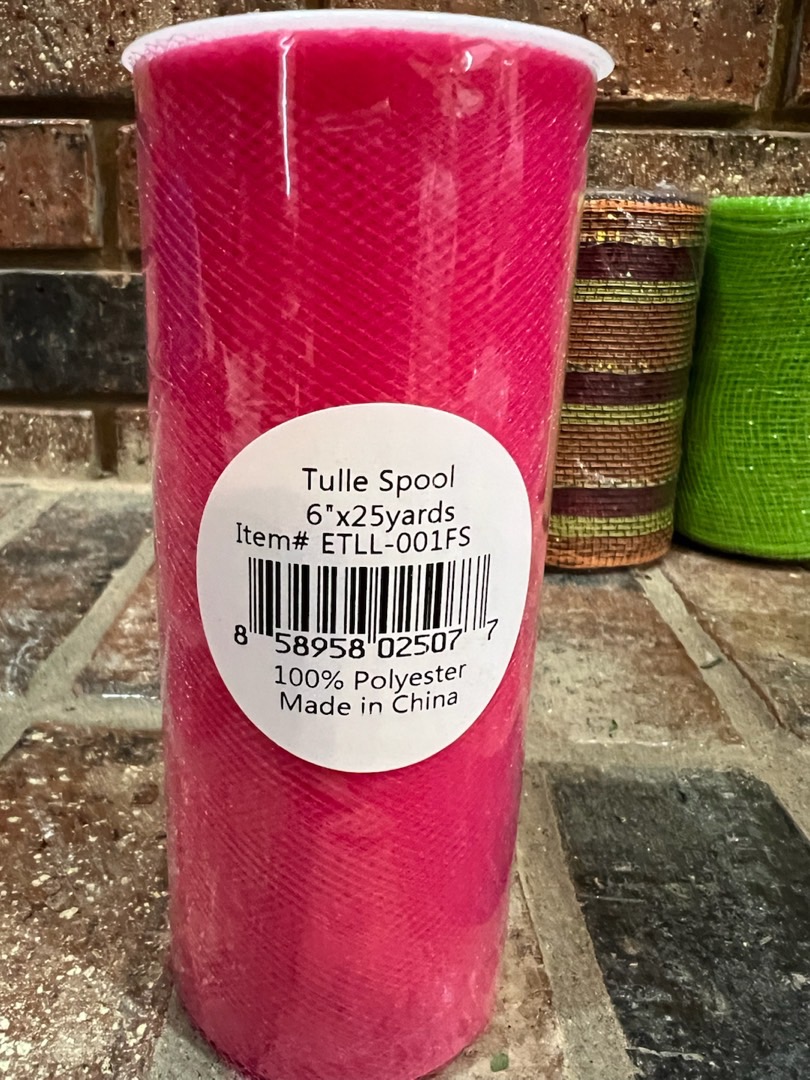 Tulle Spool
6"x25yards
Item# ETLL-001FS
8 58958 02507 7
100% Polyester
Made in China